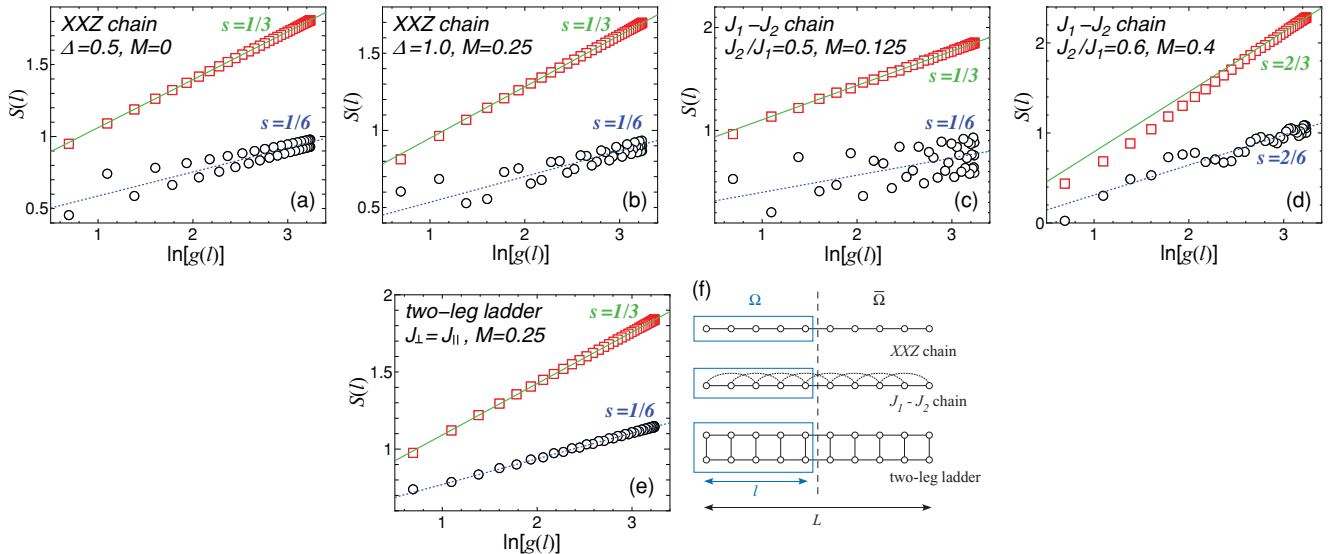 (a)
XXZ chain
Δ=0.5, M=0
s=1/3
s=1/6
S(l)
1.5
1
0.5
1
2
3
ln[g(l)]
(b)
XXZ chain
Δ=1.0, M=0.25
s=1/3
s=1/6
S(l)
1.5
1
0.5
1
2
3
ln[g(l)]
(c)
J₁−J₂ chain
J₂/J₁=0.5, M=0.125
s=1/3
s=1/6
S(l)
2
1
1
2
3
ln[g(l)]
(d)
J₁−J₂ chain
J₂/J₁=0.6, M=0.4
s=2/3
s=2/6
S(l)
2
1
0
1
2
3
ln[g(l)]
(e)
two−leg ladder
J⊥=J||, M=0.25
s=1/3
s=1/6
S(l)
2
1.5
1
1
2
3
ln[g(l)]
(f)
Ω
Ω̅
XXZ chain
J₁ - J₂ chain
two-leg ladder
l
L